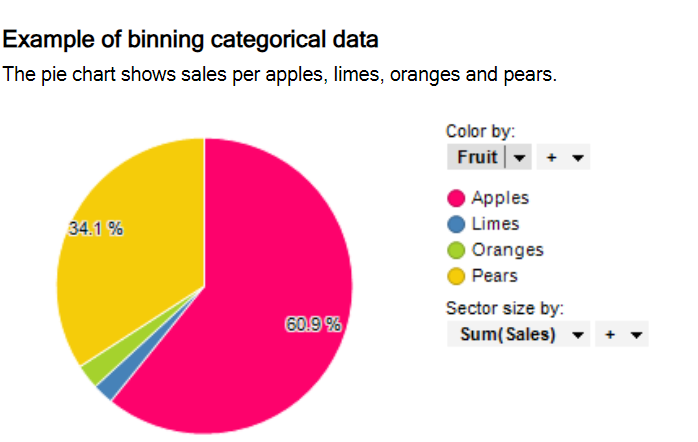 Example of binning categorical data
The pie chart shows sales per apples, limes, oranges and pears.
Color by:
Fruit
+
Apples
Limes
Oranges
Pears
Sector size by:
Sum(Sales)
+
34.1 %
60.9 %